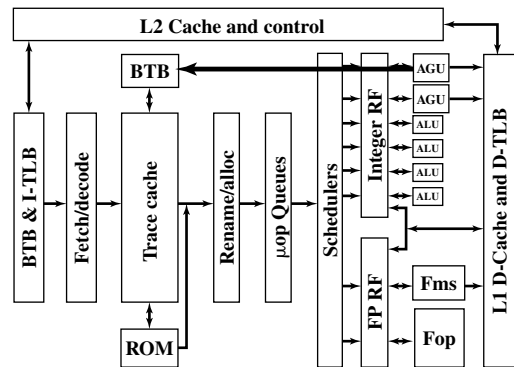 L2 Cache and control
BTB
BTB & I-TLB
Fetch/decode
Trace cache
ROM
Rename/alloc
µop Queues
Schedulers
Integer RF
FP RF
AGU
AGU
ALU
ALU
ALU
ALU
Fms
Fop
L1 D-Cache and D-TLB